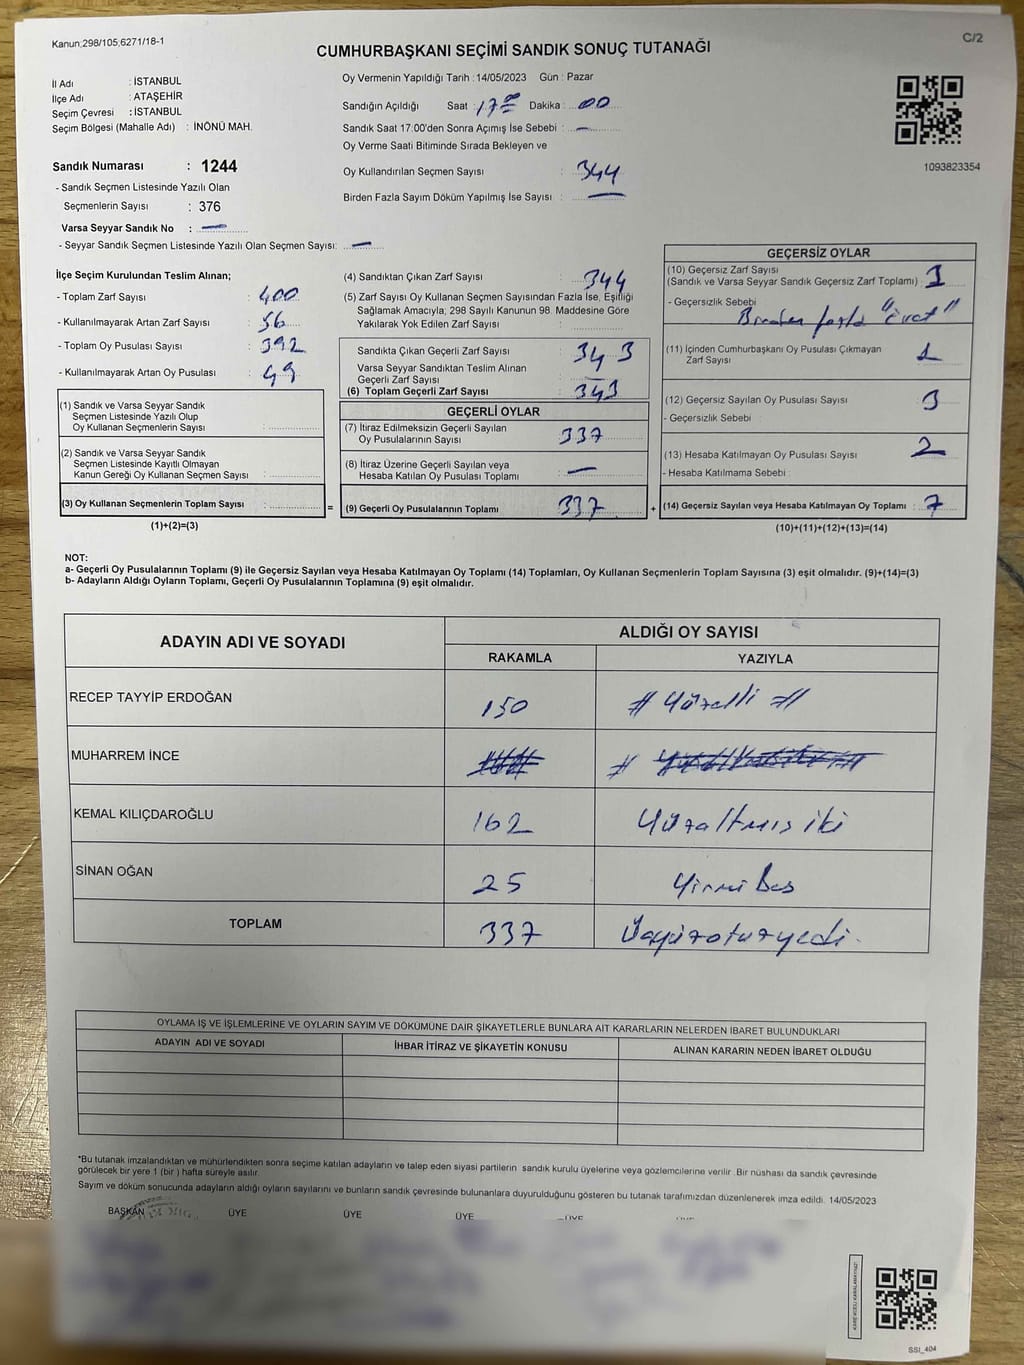 Kanun;298/105;6271/18-1
C/2
CUMHURBAŞKANI SEÇİMİ SANDIK SONUÇ TUTANAĞI
İl Adı : İSTANBUL
İlçe Adı : ATAŞEHİR
Seçim Çevresi : İSTANBUL
Seçim Bölgesi (Mahalle Adı) : İNÖNÜ MAH.
Oy Vermenin Yapıldığı Tarih : 14/05/2023 Gün : Pazar
Sandığın Açıldığı Saat : 17 00 Dakika : 00
Sandık Saat 17:00'den Sonra Açımış İse Sebebi : —
Oy Verme Saati Bitiminde Sırada Bekleyen ve
Oy Kullandırılan Seçmen Sayısı : 344
Birden Fazla Sayım Döküm Yapılmış İse Sayısı : —
1093823354
Sandık Numarası : 1244
- Sandık Seçmen Listesinde Yazılı Olan
Seçmenlerin Sayısı : 376
Varsa Seyyar Sandık No : —
- Seyyar Sandık Seçmen Listesinde Yazılı Olan Seçmen Sayısı: —
İlçe Seçim Kurulundan Teslim Alınan;
- Toplam Zarf Sayısı : 400
- Kullanılmayarak Artan Zarf Sayısı : 56
- Toplam Oy Pusulası Sayısı : 392
- Kullanılmayarak Artan Oy Pusulası : 49
(1) Sandık ve Varsa Seyyar Sandık
Seçmen Listesinde Yazılı Olup
Oy Kullanan Seçmenlerin Sayısı :
(2) Sandık ve Varsa Seyyar Sandık
Seçmen Listesinde Kayıtlı Olmayan
Kanun Gereği Oy Kullanan Seçmen Sayısı :
(3) Oy Kullanan Seçmenlerin Toplam Sayısı :
(1)+(2)=(3)
=
(4) Sandıktan Çıkan Zarf Sayısı : 344
(5) Zarf Sayısı Oy Kullanan Seçmen Sayısından Fazla İse, Eşitliği
Sağlamak Amacıyla; 298 Sayılı Kanunun 98. Maddesine Göre
Yakılarak Yok Edilen Zarf Sayısı :
Sandıkta Çıkan Geçerli Zarf Sayısı : 343
Varsa Seyyar Sandıktan Teslim Alınan
Geçerli Zarf Sayısı : —
(6) Toplam Geçerli Zarf Sayısı : 343
GEÇERLİ OYLAR
(7) İtiraz Edilmeksizin Geçerli Sayılan
Oy Pusulalarının Sayısı : 337
(8) İtiraz Üzerine Geçerli Sayılan veya
Hesaba Katılan Oy Pusulası Toplamı : —
(9) Geçerli Oy Pusulalarının Toplamı : 337
+
GEÇERSİZ OYLAR
(10) Geçersiz Zarf Sayısı
(Sandık ve Varsa Seyyar Sandık Geçersiz Zarf Toplamı) : 1
- Geçersizlik Sebebi
Birden fazla "Evet"
(11) İçinden Cumhurbaşkanı Oy Pusulası Çıkmayan
Zarf Sayısı 1
(12) Geçersiz Sayılan Oy Pusulası Sayısı : 3
- Geçersizlik Sebebi :
(13) Hesaba Katılmayan Oy Pusulası Sayısı : 2
- Hesaba Katılmama Sebebi :
(14) Geçersiz Sayılan veya Hesaba Katılmayan Oy Toplamı : 7
(10)+(11)+(12)+(13)=(14)
NOT:
a- Geçerli Oy Pusulalarının Toplamı (9) ile Geçersiz Sayılan veya Hesaba Katılmayan Oy Toplamı (14) Toplamları, Oy Kullanan Seçmenlerin Toplam Sayısına (3) eşit olmalıdır. (9)+(14)=(3)
b- Adayların Aldığı Oyların Toplamı, Geçerli Oy Pusulalarının Toplamına (9) eşit olmalıdır.
ADAYIN ADI VE SOYADI
ALDIĞI OY SAYISI
RAKAMLA YAZIYLA
RECEP TAYYİP ERDOĞAN 150 # Yüzelli #
MUHARREM İNCE
KEMAL KILIÇDAROĞLU 162 Yüzaltmış iki
SİNAN OĞAN 25 Yirmi beş
TOPLAM 337 Üçyüzotuzyedi.
OYLAMA İŞ VE İŞLEMLERİNE VE OYLARIN SAYIM VE DÖKÜMÜNE DAİR ŞİKAYETLERLE BUNLARA AİT KARARLARIN NELERDEN İBARET BULUNDUKLARI
ADAYIN ADI VE SOYADI İHBAR İTİRAZ VE ŞİKAYETİN KONUSU ALINAN KARARIN NEDEN İBARET OLDUĞU
*Bu tutanak imzalandıktan ve mühürlendikten sonra seçime katılan adayların ve talep eden siyasi partilerin sandık kurulu üyelerine veya gözlemcilerine verilir .Bir nüshası da sandık çevresinde
görülecek bir yere 1 (bir ) hafta süreyle asılır.
Sayım ve döküm sonucunda adayların aldığı oyların sayılarını ve bunların sandık çevresinde bulunanlara duyurulduğunu gösteren bu tutanak tarafımızdan düzenlenerek imza edildi. 14/05/2023
BAŞKAN ÜYE ÜYE ÜYE ÜYE
SSI_404